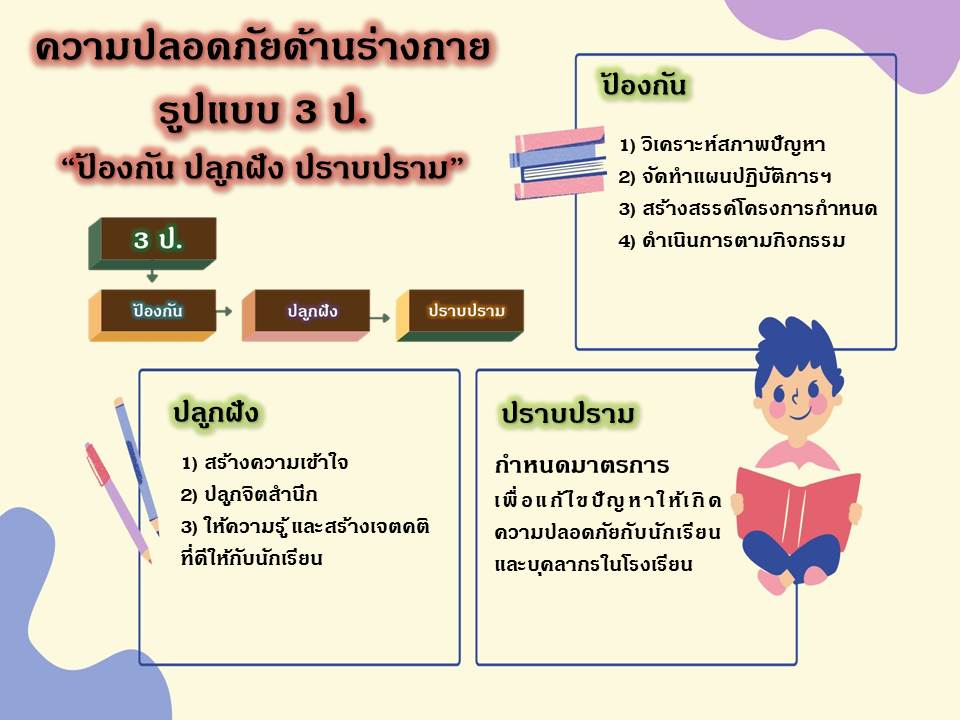 ความปลอดภัยด้านร่างกาย
รูปแบบ 3 ป.
“ป้องกัน ปลูกฝัง ปราบปราม”
3 ป.
ป้องกัน
ปลูกฝัง
ปราบปราม
ป้องกัน
1) วิเคราะห์สภาพปัญหา
2) จัดทำแผนปฏิบัติการฯ
3) สร้างสรรค์โครงการกำหนด
4) ดำเนินการตามกิจกรรม
ปลูกฝัง
1) สร้างความเข้าใจ
2) ปลูกจิตสำนึก
3) ให้ความรู้ และสร้างเจตคติ
ที่ดีให้กับนักเรียน
ปราบปราม
กำหนดมาตรการ
เพื่อแก้ไขปัญหาให้เกิด
ความปลอดภัยกับนักเรียน
และบุคลากรในโรงเรียน